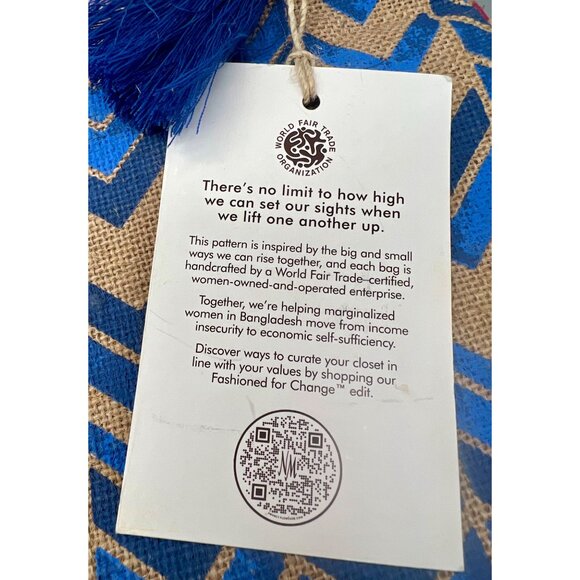 WORLD FAIR TRADE
ORGANIZATION
There's no limit to how high
we can set our sights when
we lift one another up.
This pattern is inspired by the big and small
ways we can rise together, and each bag is
handcrafted by a World Fair Trade–certified,
women-owned-and-operated enterprise.
Together, we're helping marginalized
women in Bangladesh move from income
insecurity to economic self-sufficiency.
Discover ways to curate your closet in
line with your values by shopping our
Fashioned for Change™ edit.
NM